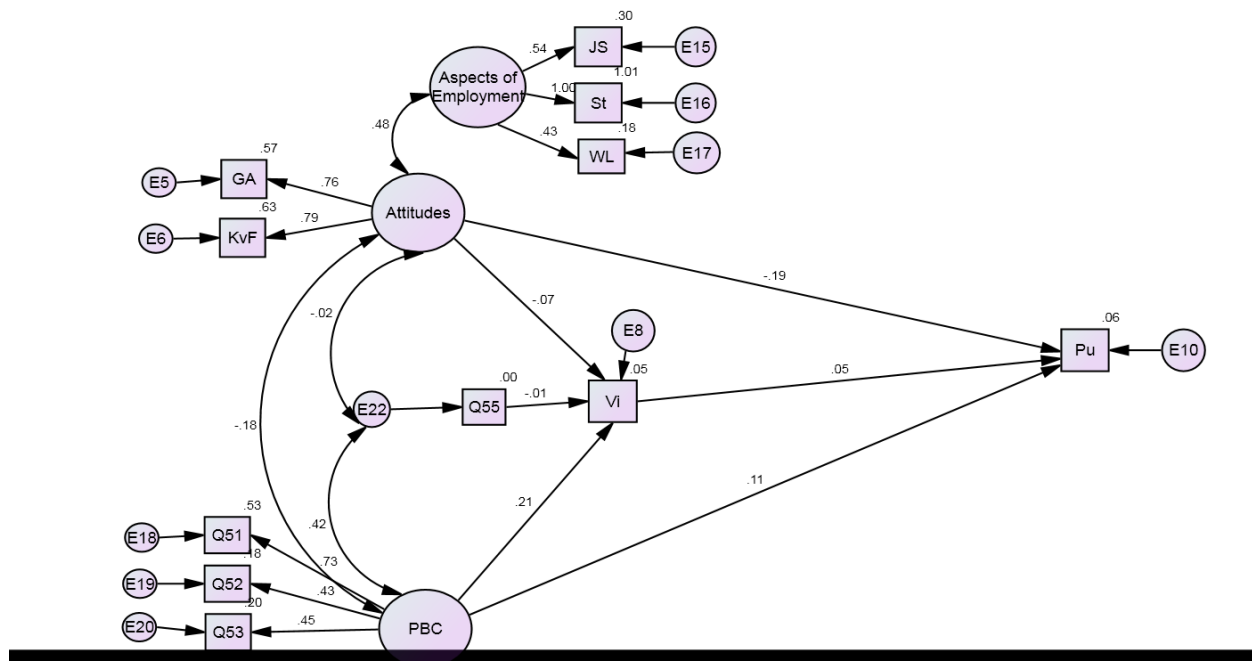 .30
.54
JS
E15
Aspects of
Employment
1.01
1.00
St
E16
.48
.43
.18
WL
E17
.57
E5
GA
.76
.63
.79
E6
KvF
Attitudes
-.19
-.02
-.07
E8
.06
Pu
E10
.00
.05
.05
E22
Q55
-.01
Vi
-.18
.11
.53
.21
.42
E18
Q51
.18
.73
E19
Q52
.43
.20
.45
E20
Q53
PBC